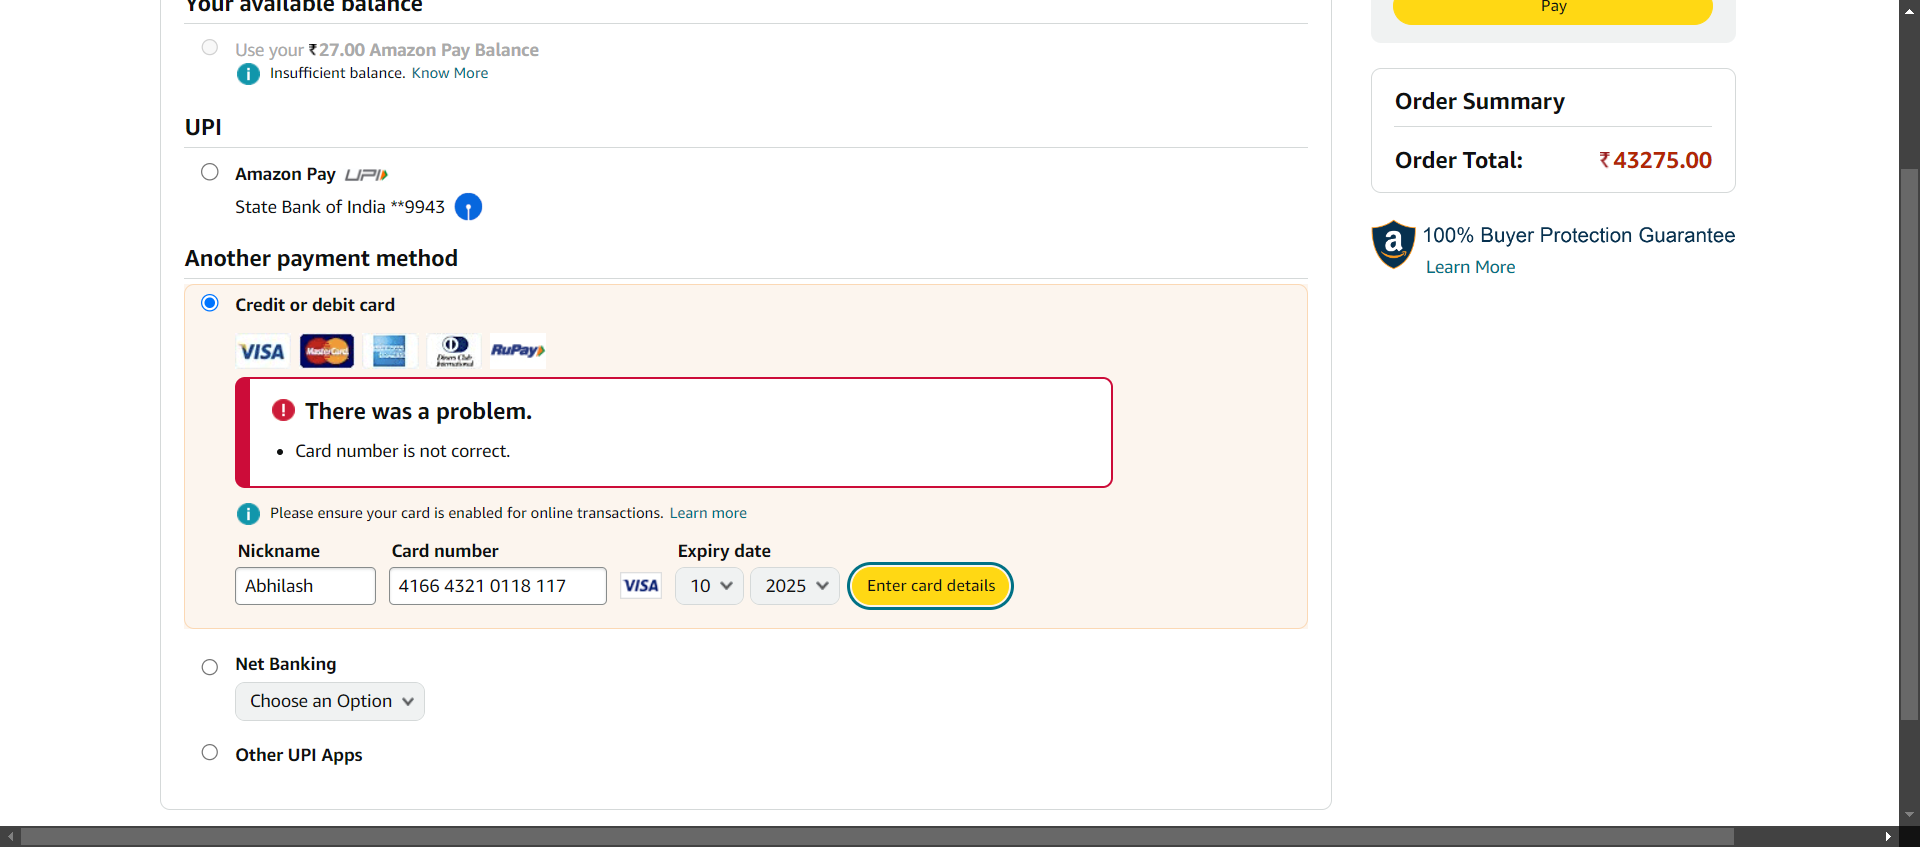 Your available balance
Use your ₹27.00 Amazon Pay Balance
Insufficient balance. Know More
UPI
Amazon Pay UPI
State Bank of India **9943
Another payment method
Credit or debit card
VISA MasterCard Diners Club International RuPay
There was a problem.
• Card number is not correct.
Please ensure your card is enabled for online transactions. Learn more
Nickname Card number Expiry date
Abhilash 4166 4321 0118 117 VISA 10 2025 Enter card details
Net Banking
Choose an Option
Other UPI Apps
Pay
Order Summary
Order Total: ₹43275.00
100% Buyer Protection Guarantee
Learn More